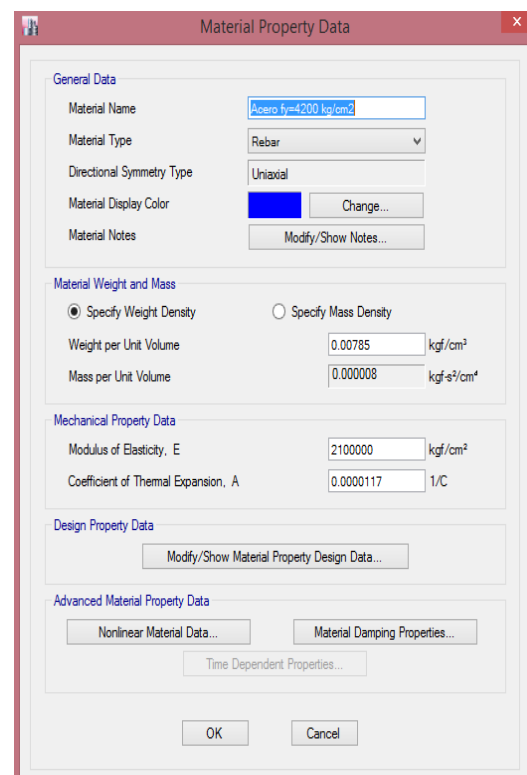 Material Property Data
x
General Data
Material Name Acero fy=4200 kg/cm2
Material Type Rebar
Directional Symmetry Type Uniaxial
Material Display Color Change...
Material Notes Modify/Show Notes...
Material Weight and Mass
Specify Weight Density Specify Mass Density
Weight per Unit Volume 0.00785 kgf/cm³
Mass per Unit Volume 0.000008 kgf-s²/cm⁴
Mechanical Property Data
Modulus of Elasticity, E 2100000 kgf/cm²
Coefficient of Thermal Expansion, A 0.0000117 1/C
Design Property Data
Modify/Show Material Property Design Data...
Advanced Material Property Data
Nonlinear Material Data... Material Damping Properties...
Time Dependent Properties...
OK Cancel